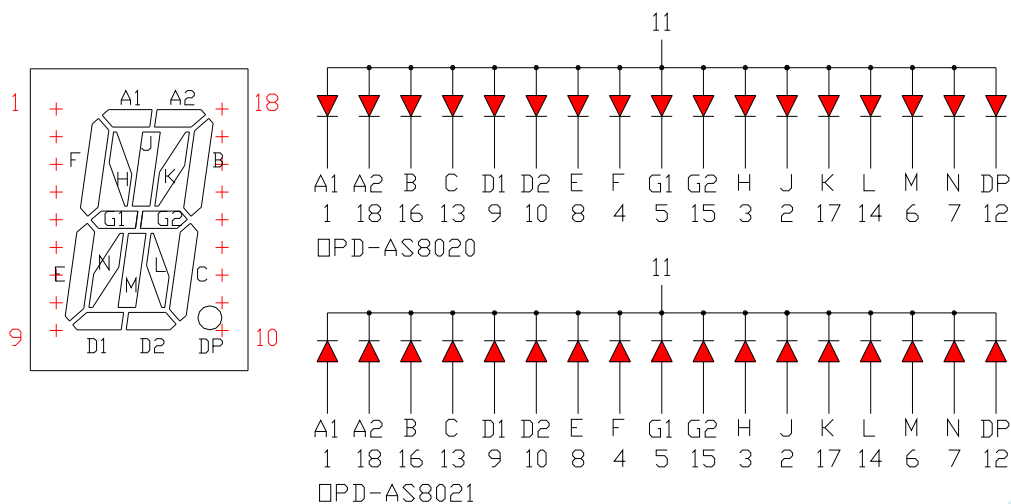 1 18
A1 A2
F J B
H K
G1 G2
E N L C
M
9 10
D1 D2 DP
11
A1 A2 B C D1 D2 E F G1 G2 H J K L M N DP
1 18 16 13 9 10 8 4 5 15 3 2 17 14 6 7 12
OPD-AS8020
11
A1 A2 B C D1 D2 E F G1 G2 H J K L M N DP
1 18 16 13 9 10 8 4 5 15 3 2 17 14 6 7 12
OPD-AS8021